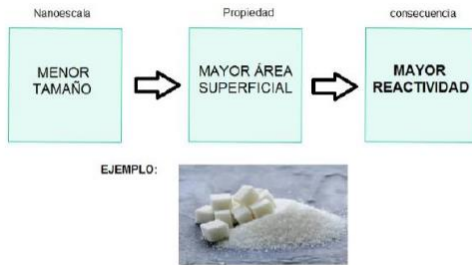 Nanoescala
Propiedad
consecuencia
MENOR
TAMAÑO
MAYOR ÁREA
SUPERFICIAL
MAYOR
REACTIVIDAD
EJEMPLO: